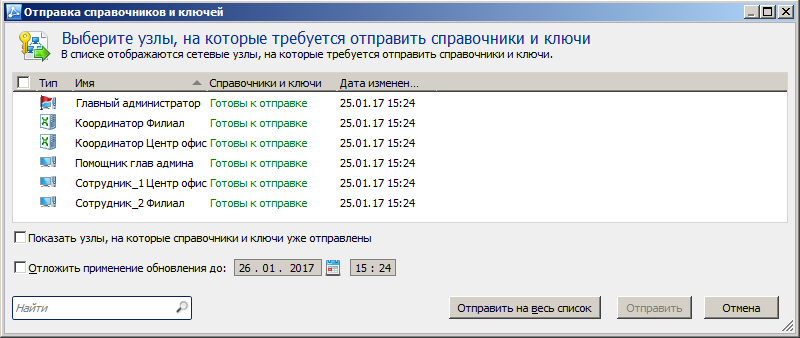 Отправка справочников и ключей
Выберите узлы, на которые требуется отправить справочники и ключи
В списке отображаются сетевые узлы, на которые требуется отправить справочники и ключи.
Тип Имя Справочники и ключи Дата изменен...
Главный администратор Готовы к отправке 25.01.17 15:24
Координатор Филиал Готовы к отправке 25.01.17 15:24
Координатор Центр офис Готовы к отправке 25.01.17 15:24
Помощник глав админа Готовы к отправке 25.01.17 15:24
Сотрудник_1 Центр офис Готовы к отправке 25.01.17 15:24
Сотрудник_2 Филиал Готовы к отправке 25.01.17 15:24
Показать узлы, на которые справочники и ключи уже отправлены
Отложить применение обновления до: 26 . 01 . 2017 15 : 24
Найти Отправить на весь список Отправить Отмена